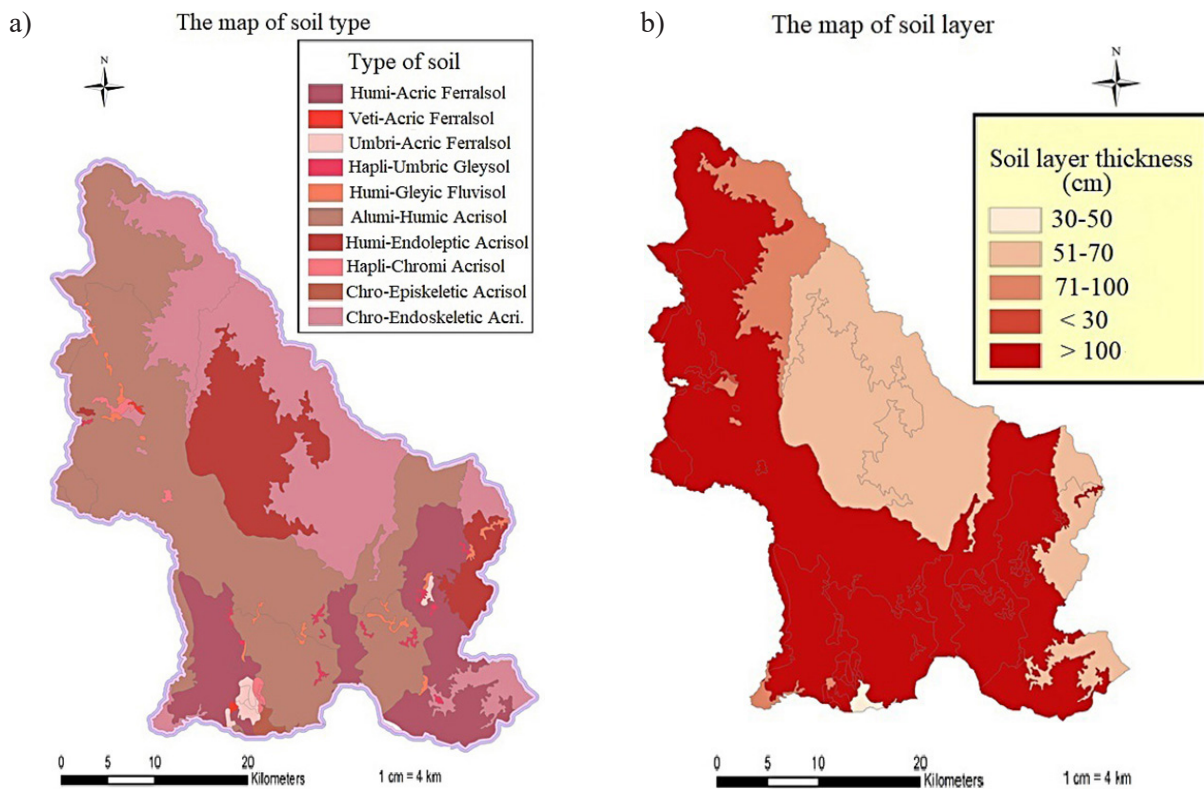 a)
The map of soil type
N
Type of soil
Humi-Acric Ferralsol
Veti-Acric Ferralsol
Umbri-Acric Ferralsol
Hapli-Umbric Gleysol
Humi-Gleyic Fluvisol
Alumi-Humic Acrisol
Humi-Endoleptic Acrisol
Hapli-Chromi Acrisol
Chro-Episkeletic Acrisol
Chro-Endoskeletic Acri.
0 5 10 20
Kilometers
1 cm = 4 km
b)
The map of soil layer
N
Soil layer thickness
(cm)
30-50
51-70
71-100
< 30
> 100
0 5 10 20
Kilometers
1 cm = 4 km